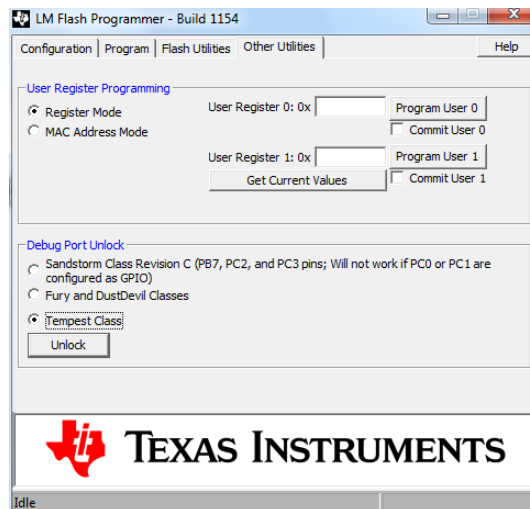 LM Flash Programmer - Build 1154
Configuration Program Flash Utilities Other Utilities Help
User Register Programming
Register Mode
MAC Address Mode
User Register 0: 0x Program User 0
Commit User 0
User Register 1: 0x Program User 1
Get Current Values Commit User 1
Debug Port Unlock
Sandstorm Class Revision C (PB7, PC2, and PC3 pins; Will not work if PC0 or PC1 are
configured as GPIO)
Fury and DustDevil Classes
Tempest Class
Unlock
TEXAS INSTRUMENTS
Idle